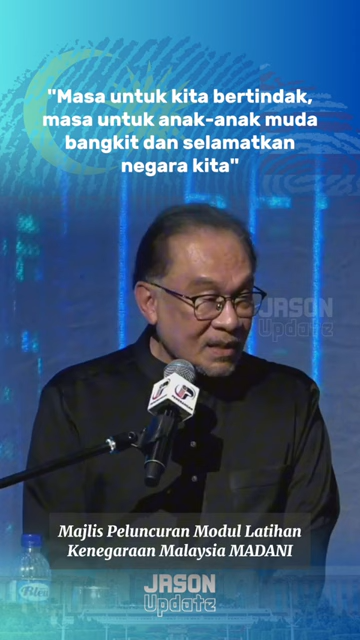 "Masa untuk kita bertindak,
masa untuk anak-anak muda
bangkit dan selamatkan
negara kita"
JASON
Update
Majlis Peluncuran Modul Latihan
Kenegaraan Malaysia MADANI
JASON
Update